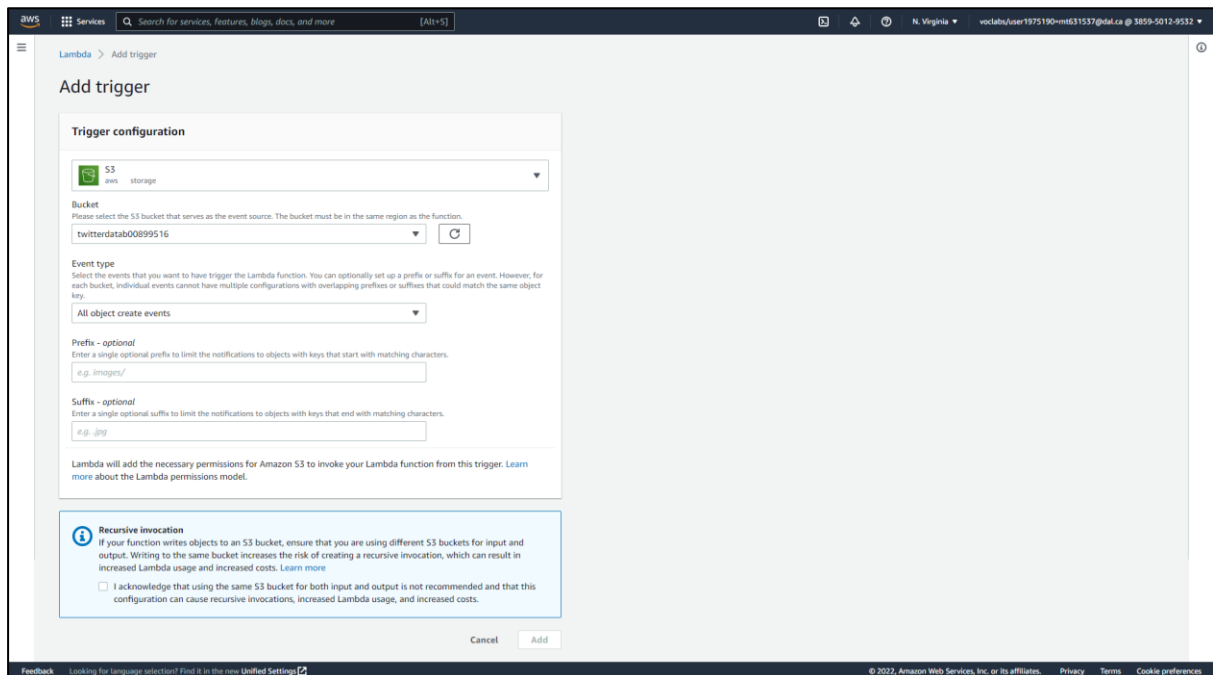 aws
Services
Search for services, features, blogs, docs, and more
[Alt+S]
N. Virginia
voclabs/user1975190=mt631537@dal.ca @ 3859-5012-9532
Lambda > Add trigger
Add trigger
Trigger configuration
S3
aws storage
Bucket
Please select the S3 bucket that serves as the event source. The bucket must be in the same region as the function.
twitterdatab00899516
Event type
Select the events that you want to have trigger the Lambda function. You can optionally set up a prefix or suffix for an event. However, for
each bucket, individual events cannot have multiple configurations with overlapping prefixes or suffixes that could match the same object
key.
All object create events
Prefix - optional
Enter a single optional prefix to limit the notifications to objects with keys that start with matching characters.
e.g. images/
Suffix - optional
Enter a single optional suffix to limit the notifications to objects with keys that end with matching characters.
e.g. .jpg
Lambda will add the necessary permissions for Amazon S3 to invoke your Lambda function from this trigger. Learn
more about the Lambda permissions model.
Recursive invocation
If your function writes objects to an S3 bucket, ensure that you are using different S3 buckets for input and
output. Writing to the same bucket increases the risk of creating a recursive invocation, which can result in
increased Lambda usage and increased costs. Learn more
I acknowledge that using the same S3 bucket for both input and output is not recommended and that this
configuration can cause recursive invocations, increased Lambda usage, and increased costs.
Cancel
Add
Feedback
Looking for language selection? Find it in the new Unified Settings
© 2022, Amazon Web Services, Inc. or its affiliates.
Privacy
Terms
Cookie preferences